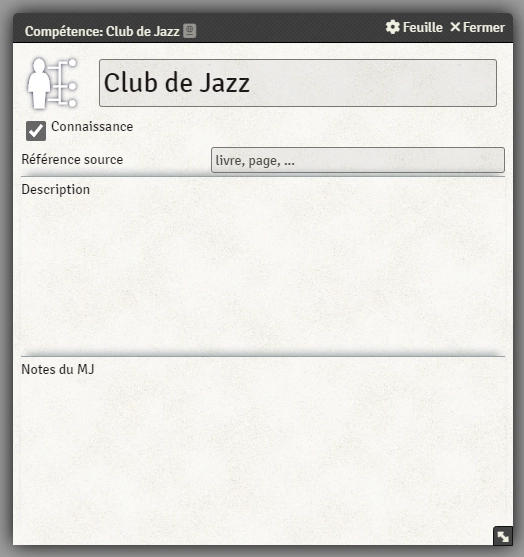 Compétence: Club de Jazz Feuille Fermer
Club de Jazz
Connaissance
Référence source livre, page, ...
Description
Notes du MJ